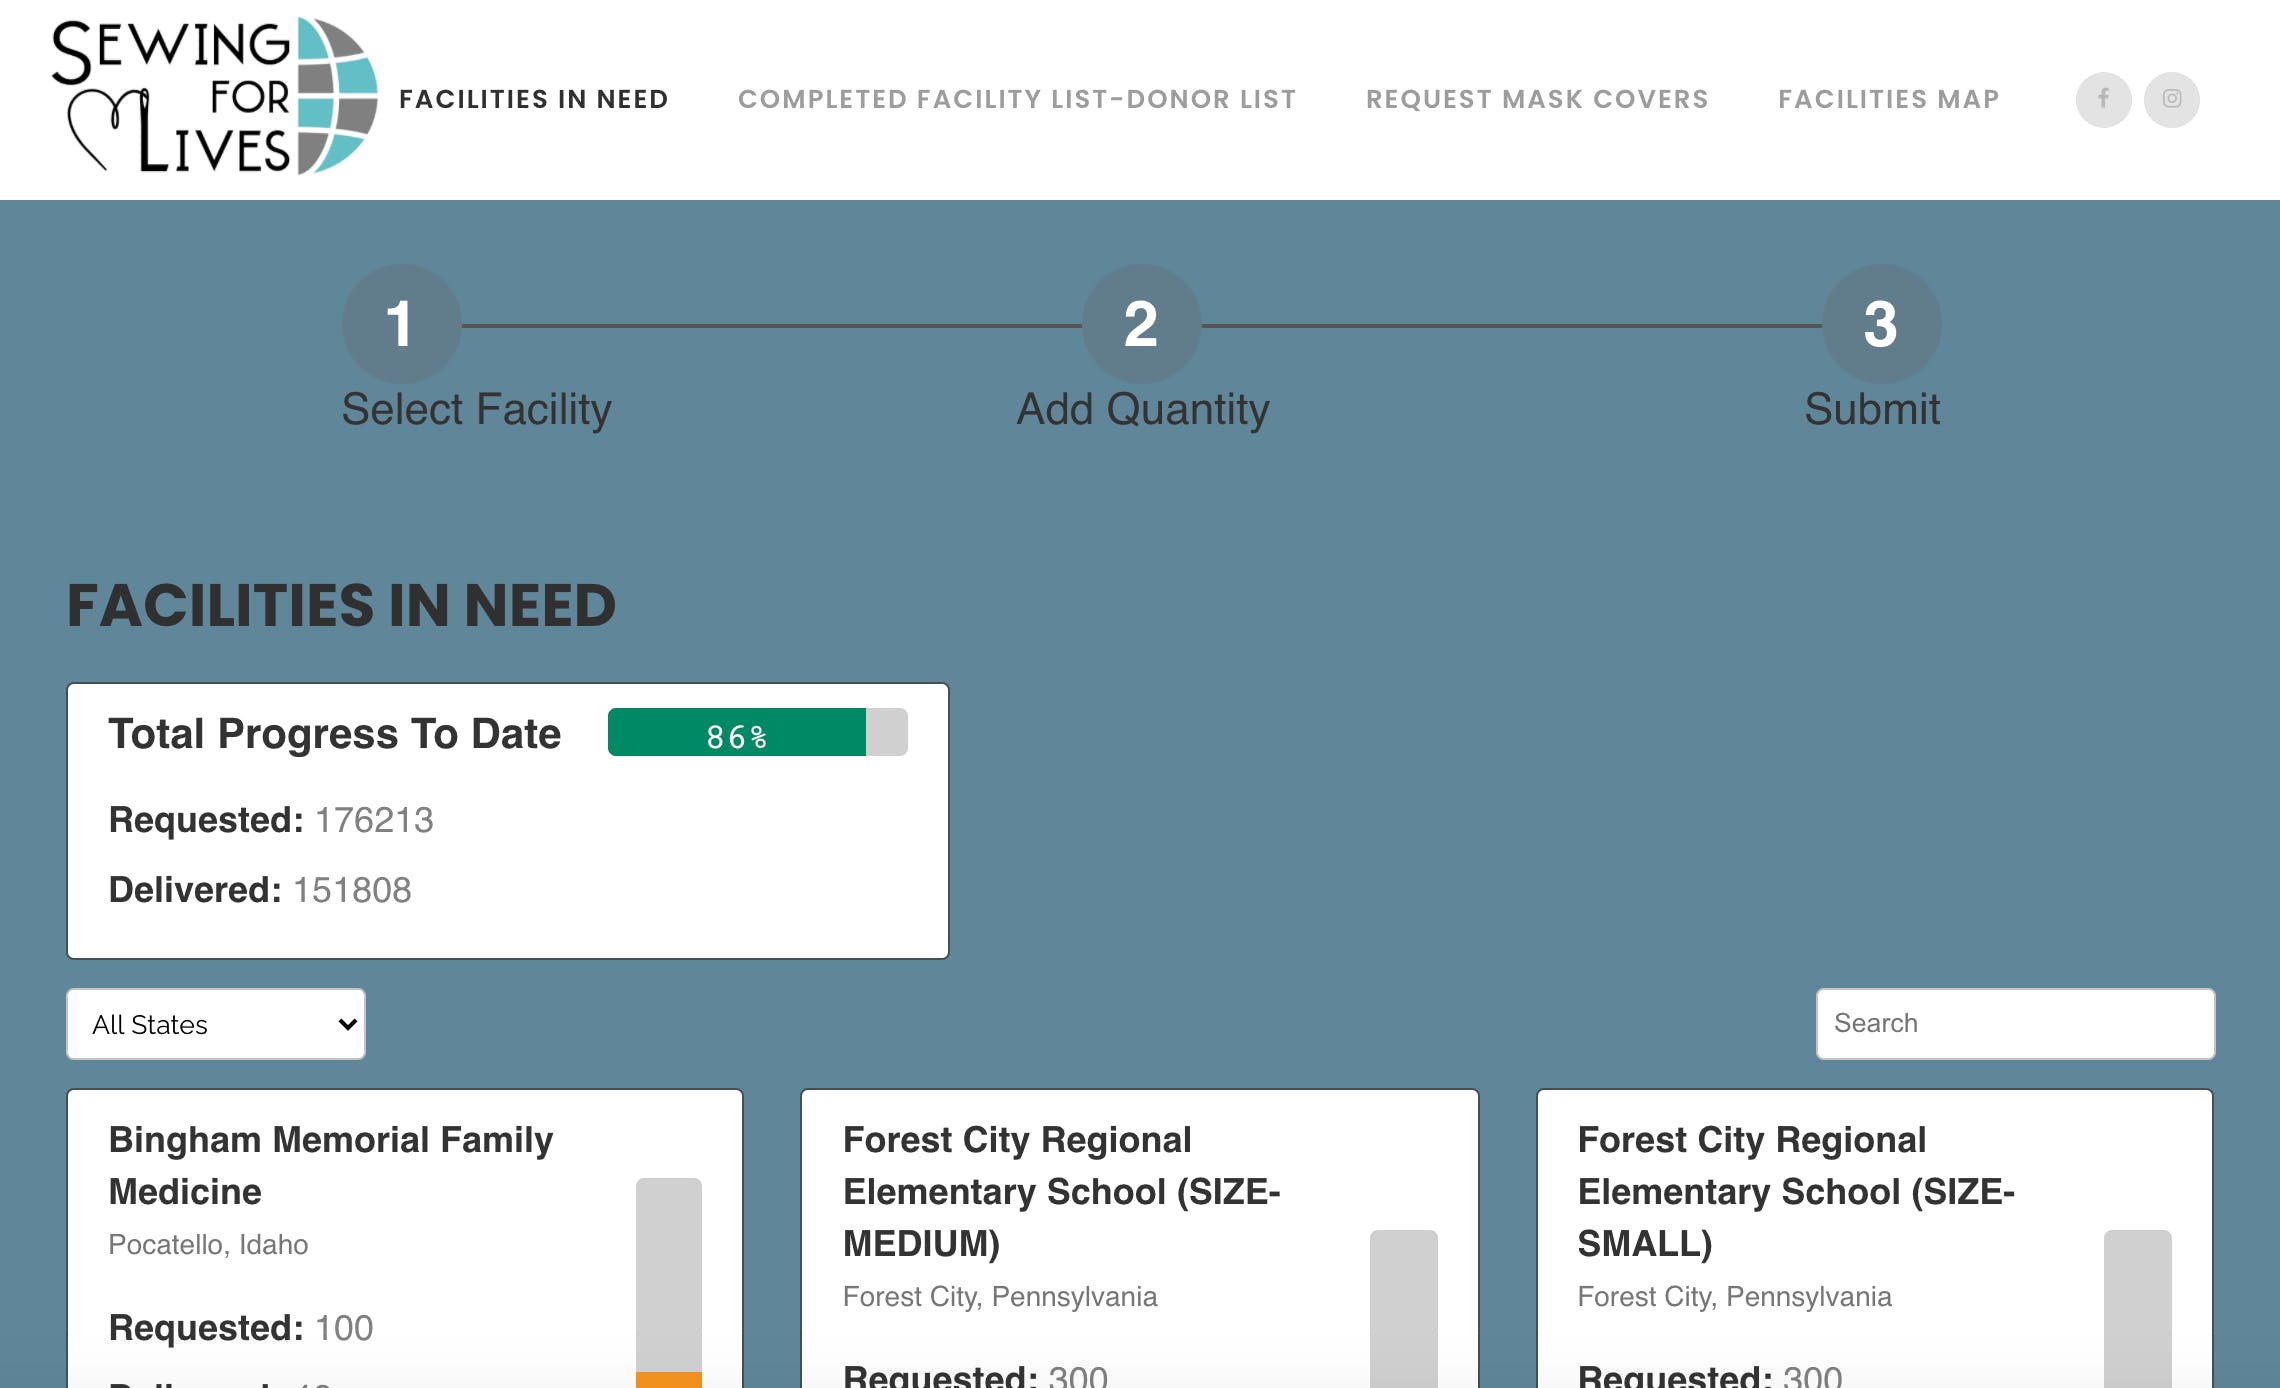 SEWING
FOR
LIVES
FACILITIES IN NEED
COMPLETED FACILITY LIST-DONOR LIST
REQUEST MASK COVERS
FACILITIES MAP
1
2
3
Select Facility
Add Quantity
Submit
FACILITIES IN NEED
Total Progress To Date
86%
Requested: 176213
Delivered: 151808
All States
Search
Bingham Memorial Family
Medicine
Pocatello, Idaho
Requested: 100
Forest City Regional
Elementary School (SIZE-
MEDIUM)
Forest City, Pennsylvania
Requested: 300
Forest City Regional
Elementary School (SIZE-
SMALL)
Forest City, Pennsylvania
Requested: 300